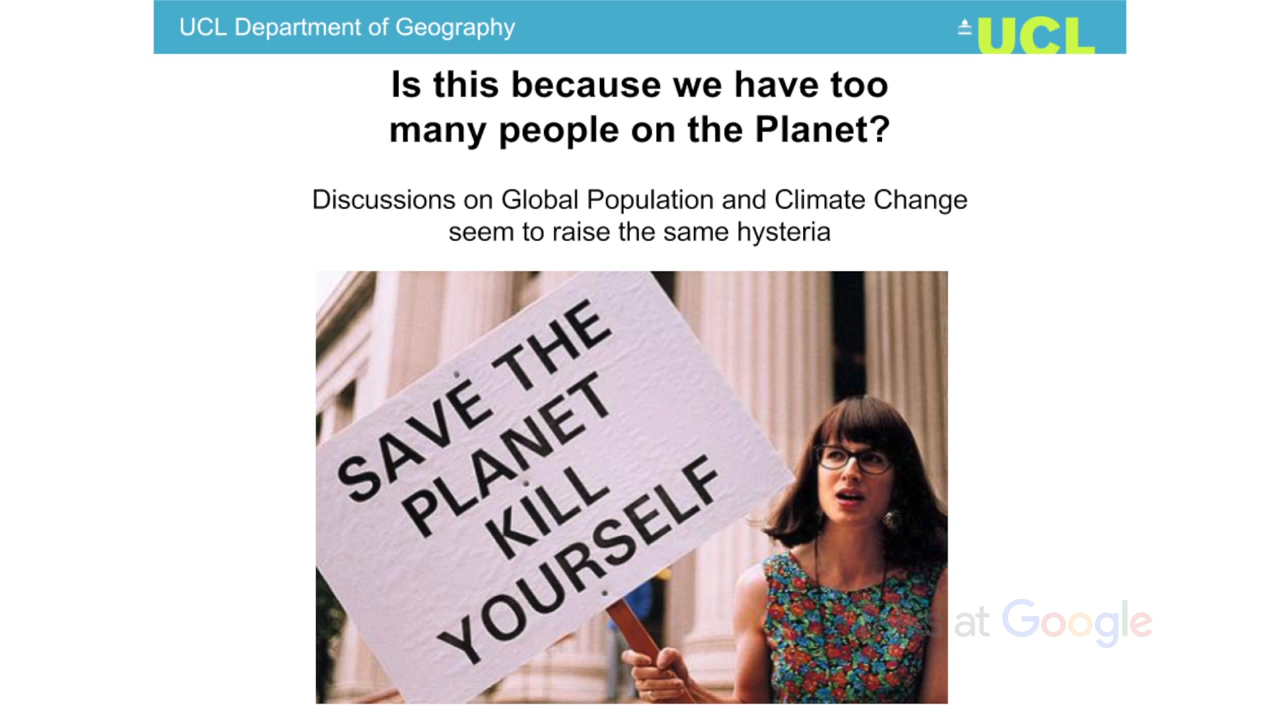 UCL Department of Geography
UCL
Is this because we have too
many people on the Planet?
Discussions on Global Population and Climate Change
seem to raise the same hysteria
SAVE THE
PLANET
KILL
YOURSELF
at Google